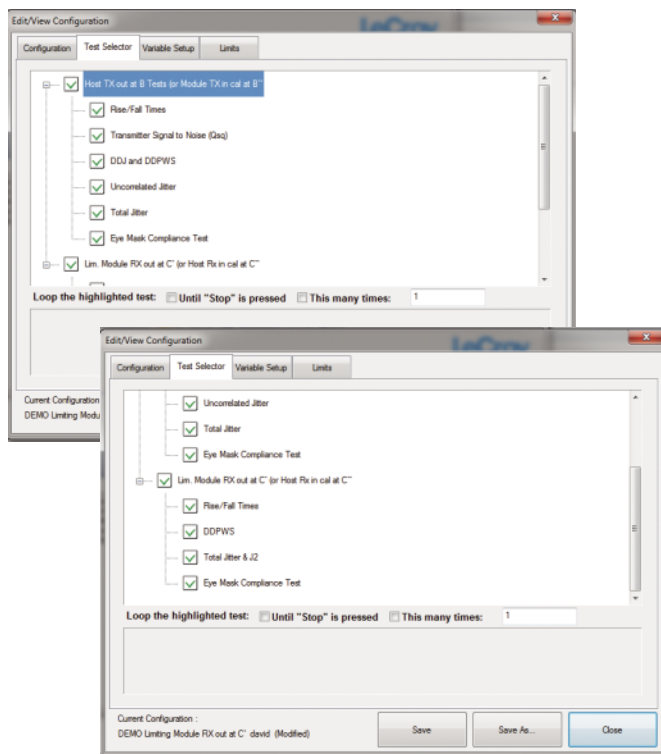 Edit/View Configuration
LeCroy
Configuration Test Selector Variable Setup Limits
Host TX out at B Tests (or Module TX in cal at B"
Rise/Fall Times
Transmitter Signal to Noise (Qsq)
DDJ and DDPWS
Uncorrelated Jitter
Total Jitter
Eye Mask Compliance Test
Lim. Module RX out at C' (or Host Rx in cal at C"
Loop the highlighted test: Until "Stop" is pressed This many times: 1
Current Configuration
DEMO Limiting Modu
Edit/View Configuration
LeCroy
Configuration Test Selector Variable Setup Limits
Uncorrelated Jitter
Total Jitter
Eye Mask Compliance Test
Lim. Module RX out at C' (or Host Rx in cal at C"
Rise/Fall Times
DDPWS
Total Jitter & J2
Eye Mask Compliance Test
Loop the highlighted test: Until "Stop" is pressed This many times: 1
Current Configuration :
DEMO Limiting Module RX out at C' david (Modified)
Save Save As... Close